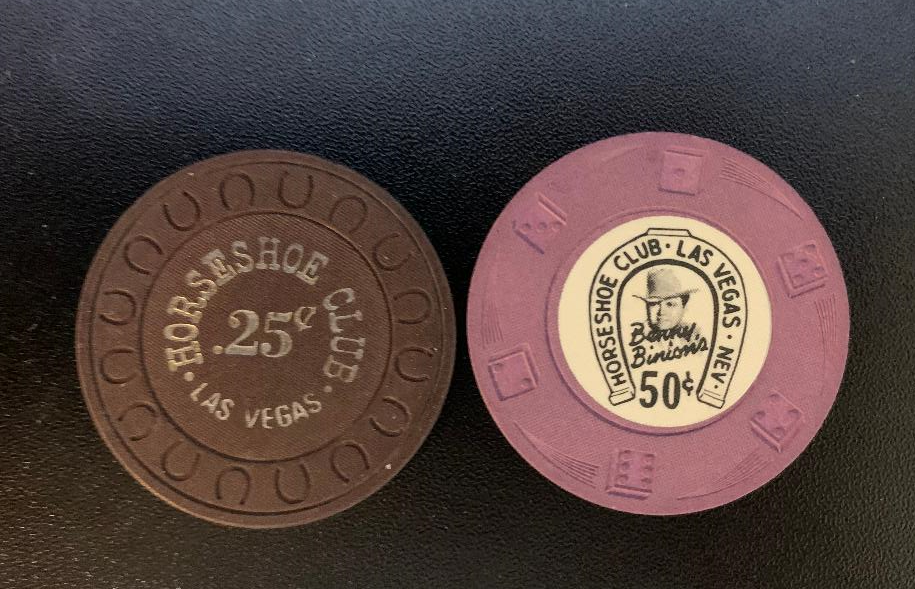 HORSESHOE CLUB
.25¢
· LAS VEGAS ·
HORSESHOE CLUB · LAS VEGAS · NEV.
Benny
Binion's
50¢